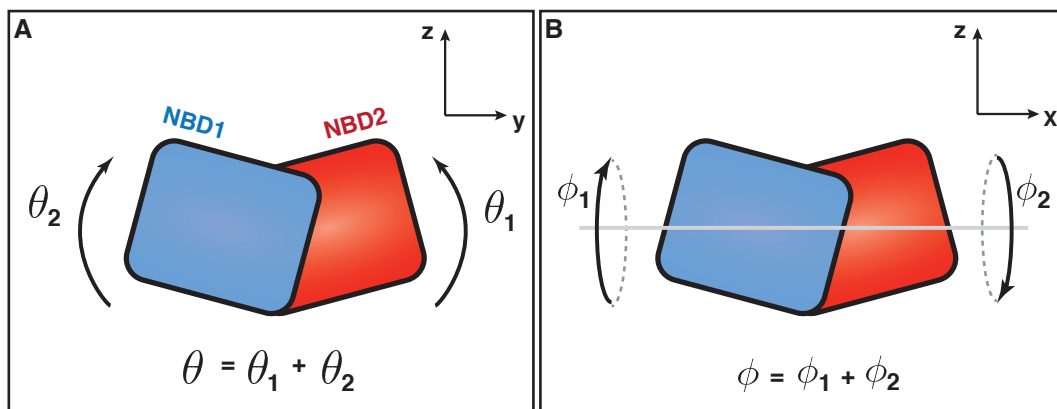 A
z
y
NBD1
NBD2
θ2
θ1
θ = θ1 + θ2
B
z
x
ϕ1
ϕ2
ϕ = ϕ1 + ϕ2